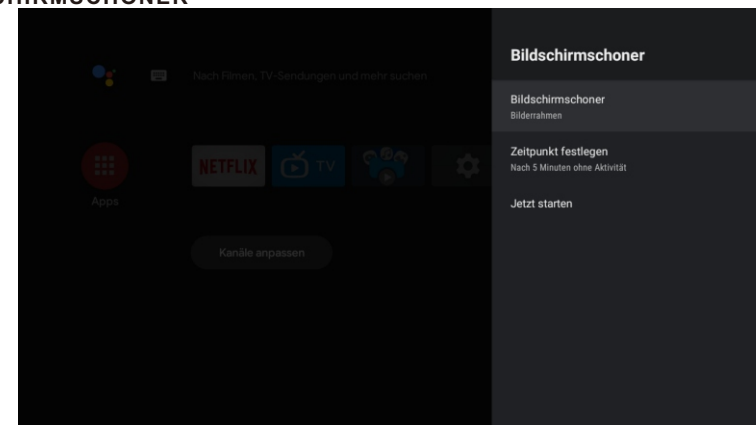 Bildschirmschoner
Nach Filmen, TV-Sendungen und mehr suchen
Bildschirmschoner
Bilderrahmen
Zeitpunkt festlegen
Nach 5 Minuten ohne Aktivität
NETFLIX
TV
Apps
Jetzt starten
Kanäle anpassen